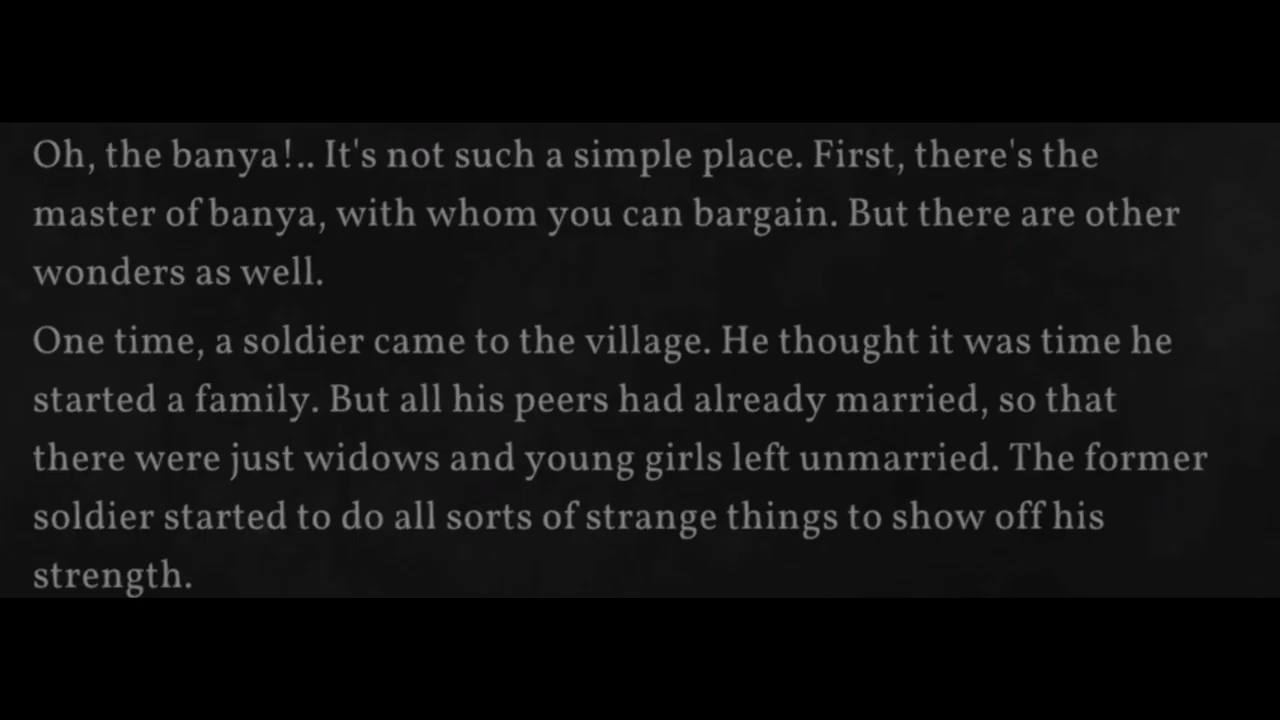 Oh, the banya!.. It's not such a simple place. First, there's the
master of banya, with whom you can bargain. But there are other
wonders as well.
One time, a soldier came to the village. He thought it was time he
started a family. But all his peers had already married, so that
there were just widows and young girls left unmarried. The former
soldier started to do all sorts of strange things to show off his
strength.